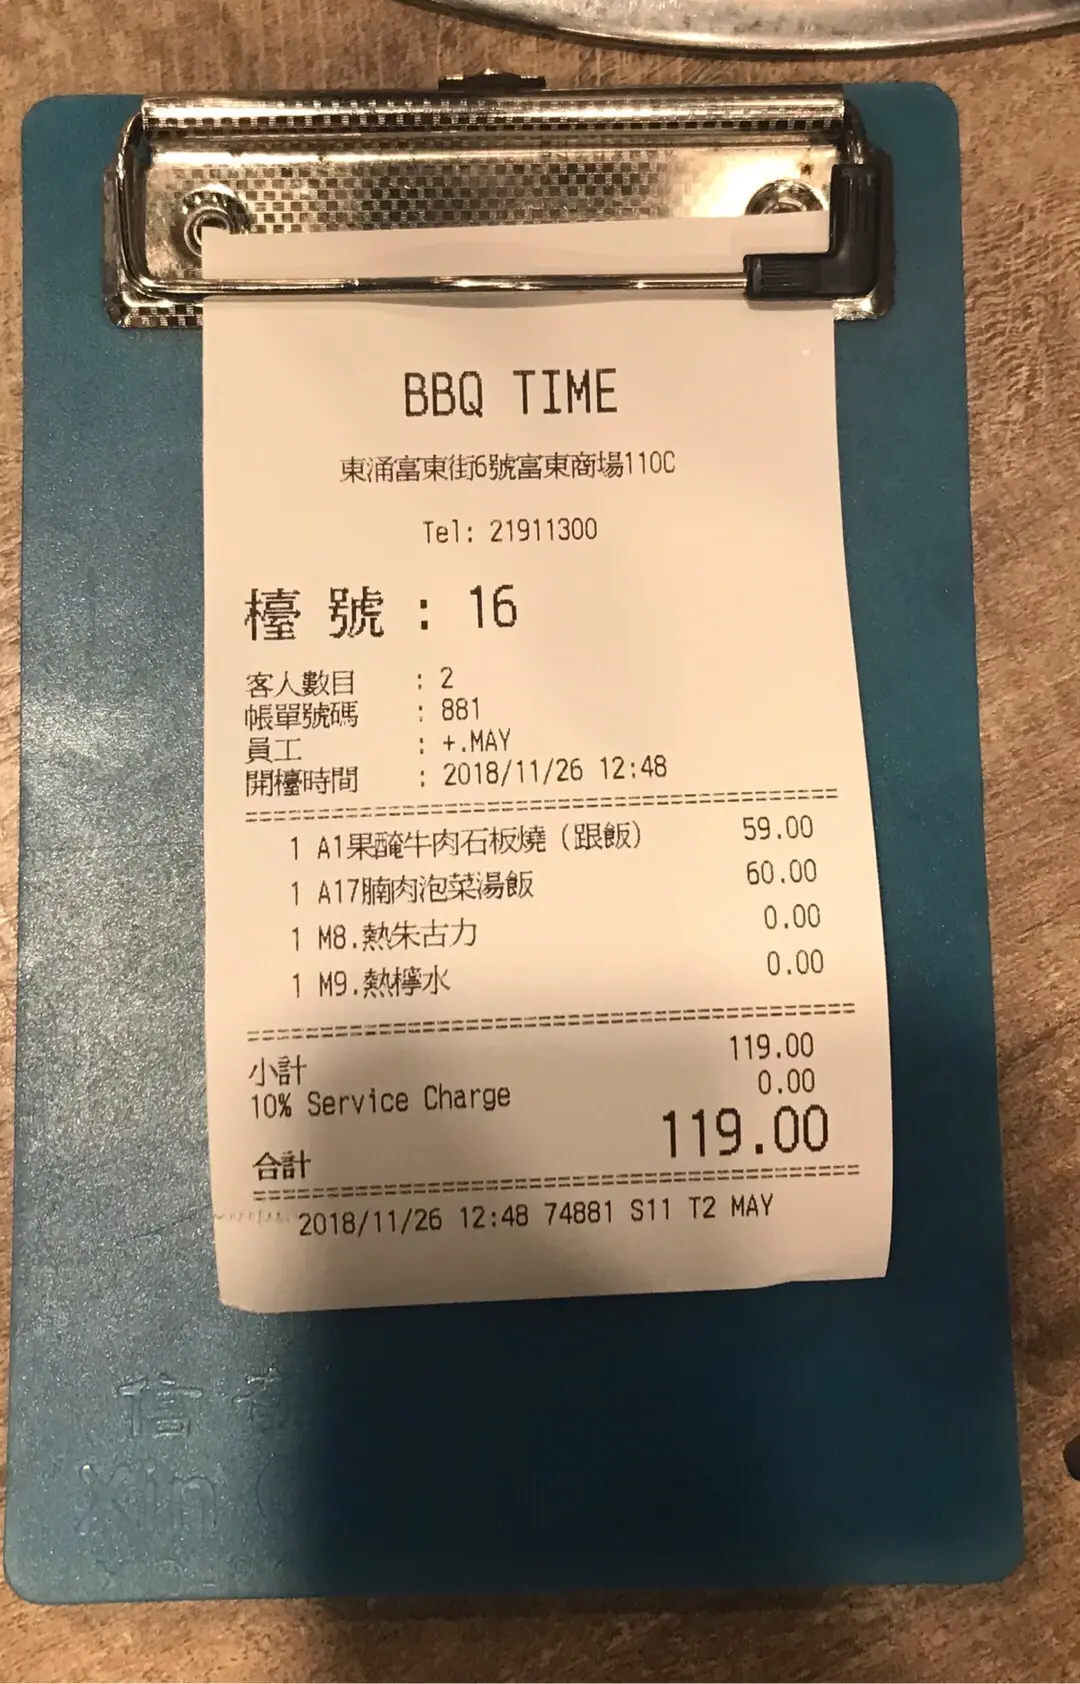 BBQ TIME
東涌富東街6號富東商場110C
Tel: 21911300
檯 號 : 16
客人數目 : 2
帳單號碼 : 881
員工 : +.MAY
開檯時間 : 2018/11/26 12:48
1 A1果醃牛肉石板燒(跟飯) 59.00
1 A17腩肉泡菜湯飯 60.00
1 M8.熱朱古力 0.00
1 M9.熱檸水 0.00
小計 119.00
10% Service Charge 0.00
合計 119.00
2018/11/26 12:48 74881 S11 T2 MAY
信
Xin